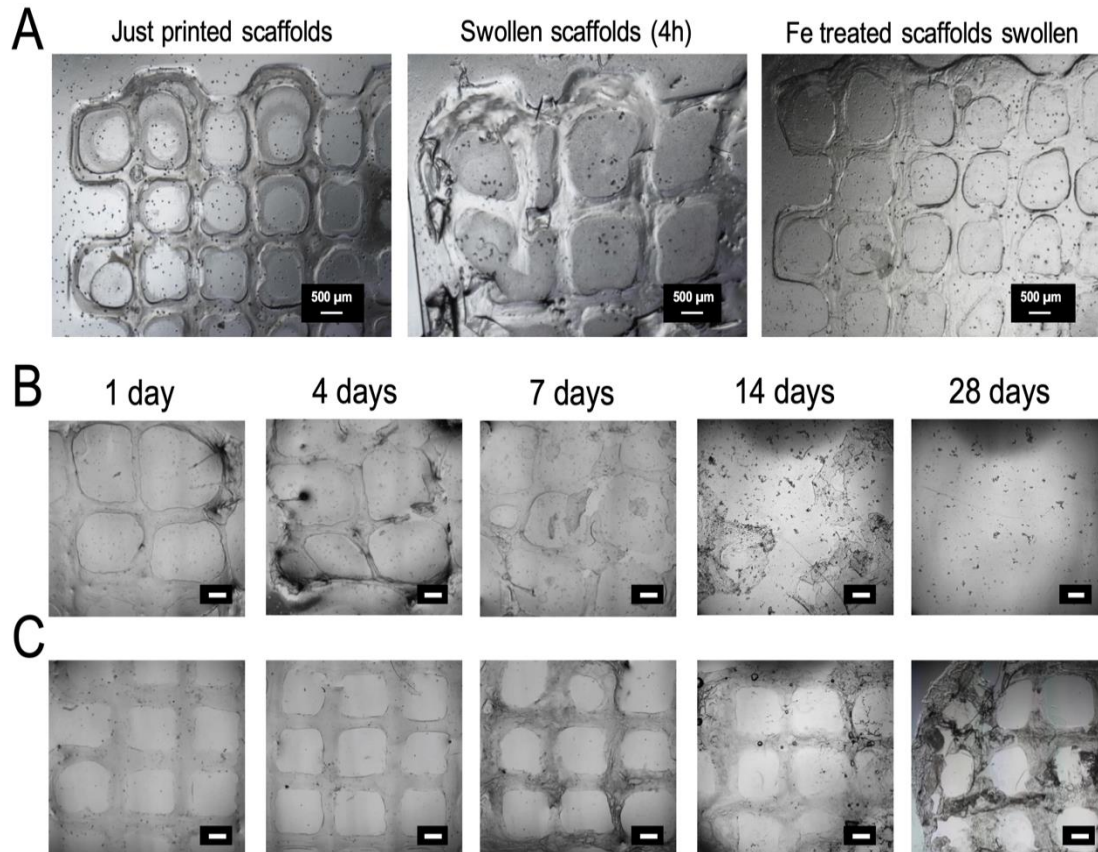 A
Just printed scaffolds
Swollen scaffolds (4h)
Fe treated scaffolds swollen
500 µm
500 µm
500 µm
B
1 day
4 days
7 days
14 days
28 days
C